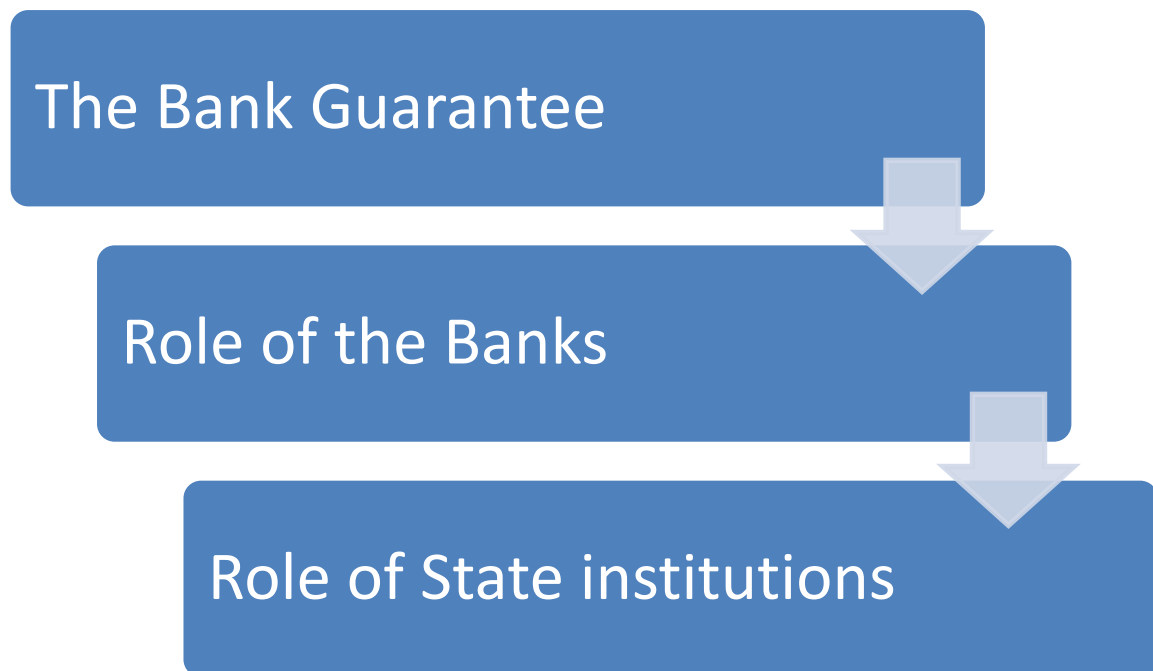 The Bank Guarantee
Role of the Banks
Role of State institutions